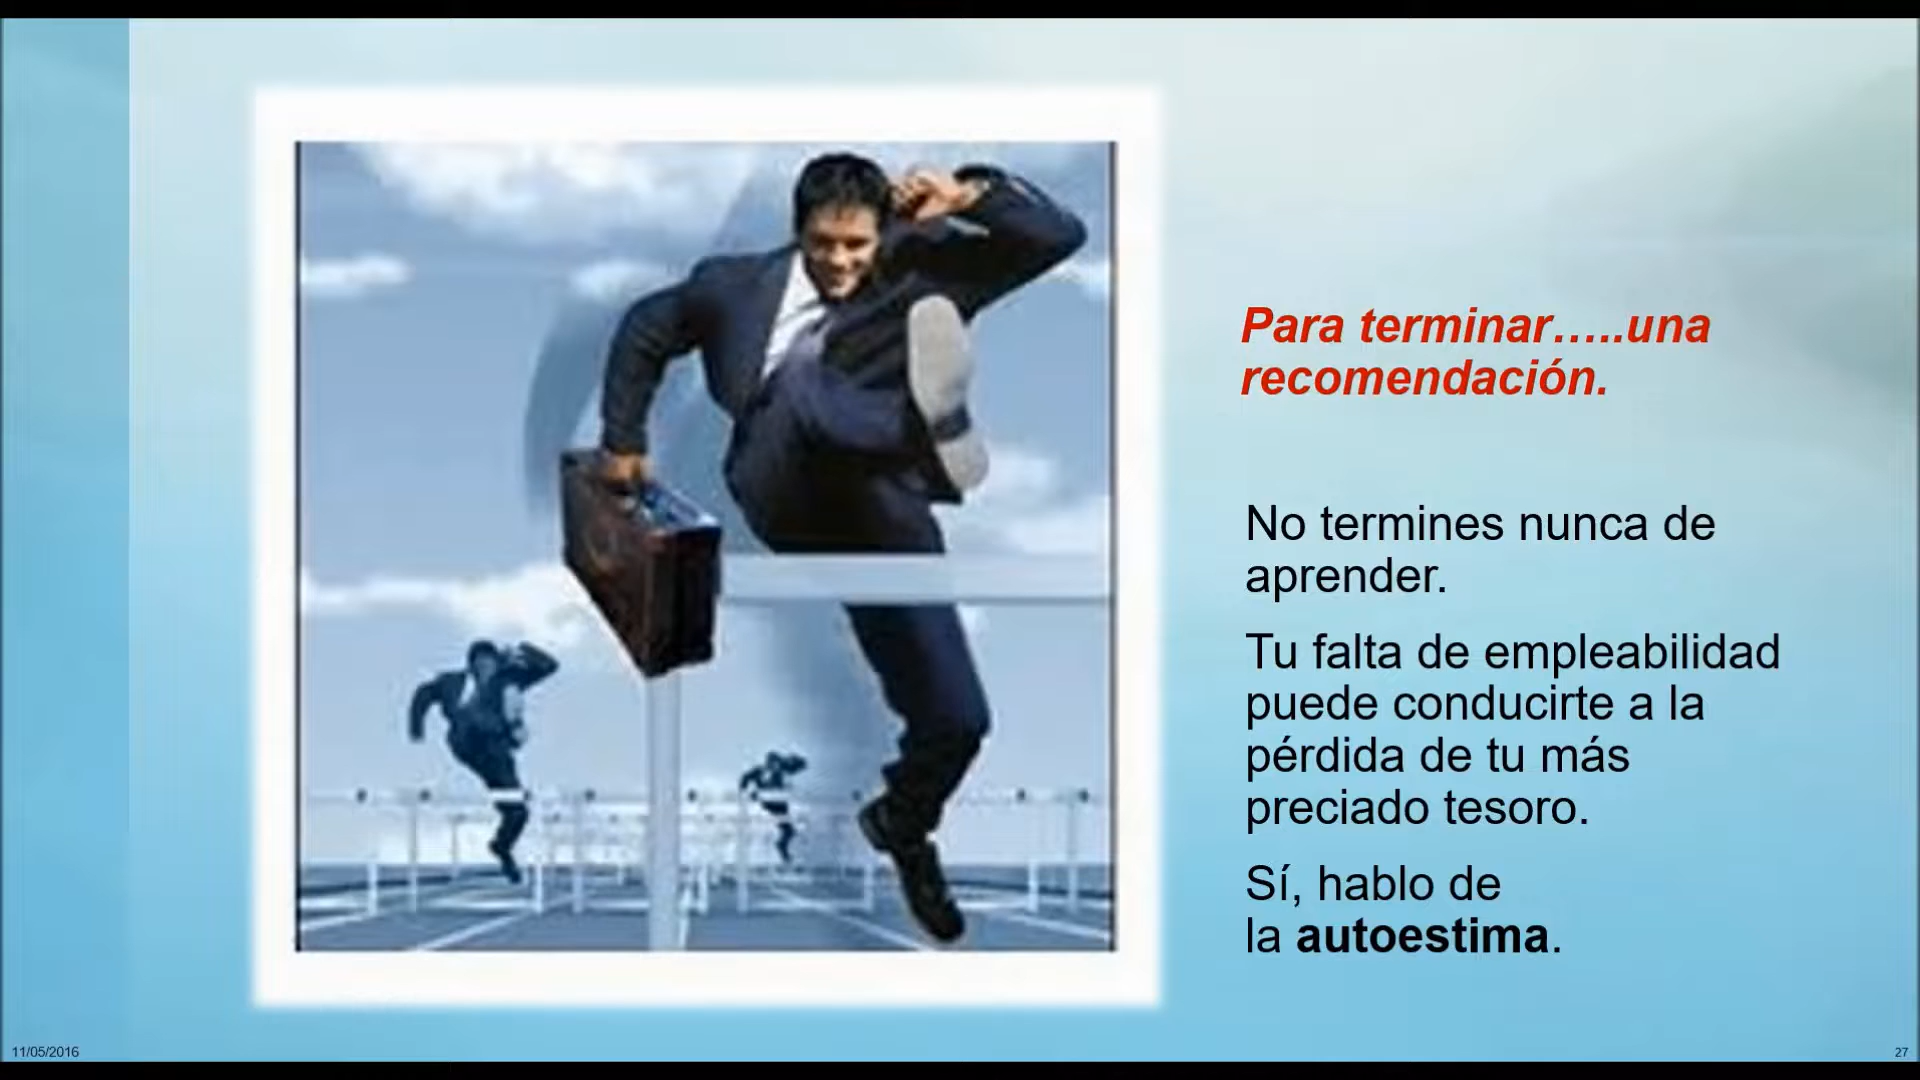 Para terminar…..una
recomendación.
No termines nunca de
aprender.
Tu falta de empleabilidad
puede conducirte a la
pérdida de tu más
preciado tesoro.
Sí, hablo de
la autoestima.
11/05/2016
27